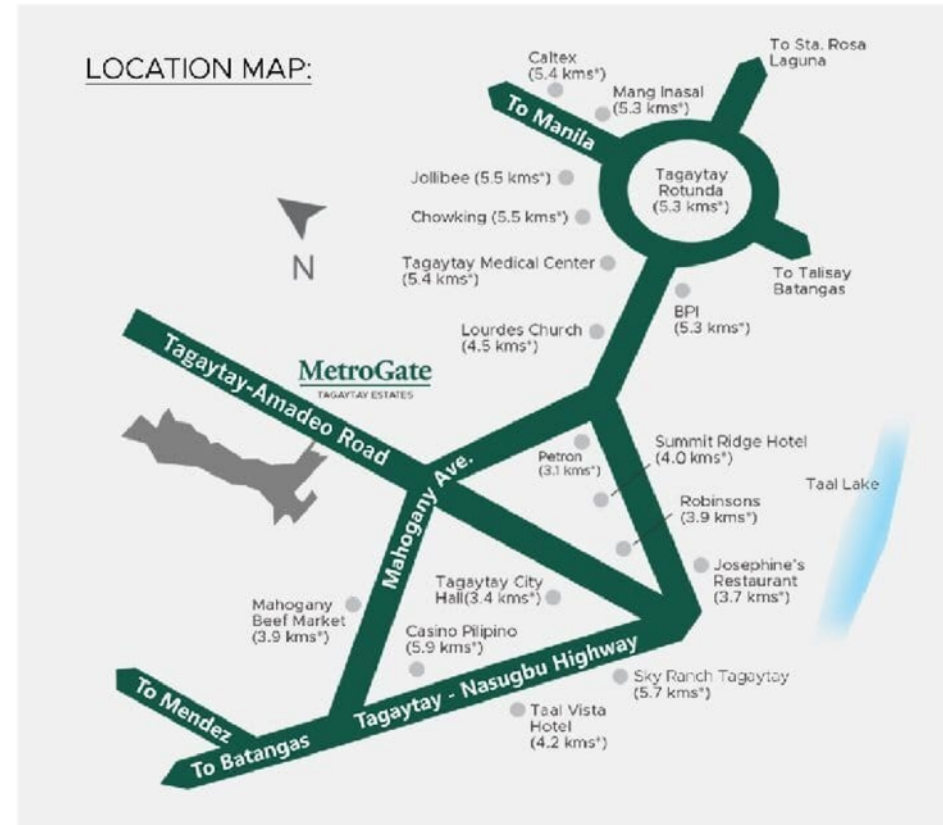 LOCATION MAP:
To Sta. Rosa
Laguna
Caltex
(5.4 kms*)
Mang Inasal
(5.3 kms*)
To Manila
Jollibee (5.5 kms*)
Tagaytay
Rotunda
(5.3 kms*)
Chowking (5.5 kms*)
N
Tagaytay Medical Center
(5.4 kms*)
To Talisay
Batangas
BPI
(5.3 kms*)
Lourdes Church
(4.5 kms*)
Tagaytay-Amadeo Road
MetroGate
TAGAYTAY ESTATES
Petron
(3.1 kms*)
Summit Ridge Hotel
(4.0 kms*)
Taal Lake
Robinsons
(3.9 kms*)
Mahogany Ave.
Josephine's
Restaurant
(3.7 kms*)
Tagaytay City
Hall(3.4 kms*)
Mahogany
Beef Market
(3.9 kms*)
Casino Pilipino
(5.9 kms*)
Tagaytay - Nasugbu Highway
Sky Ranch Tagaytay
(5.7 kms*)
Taal Vista
Hotel
(4.2 kms*)
To Mendez
To Batangas